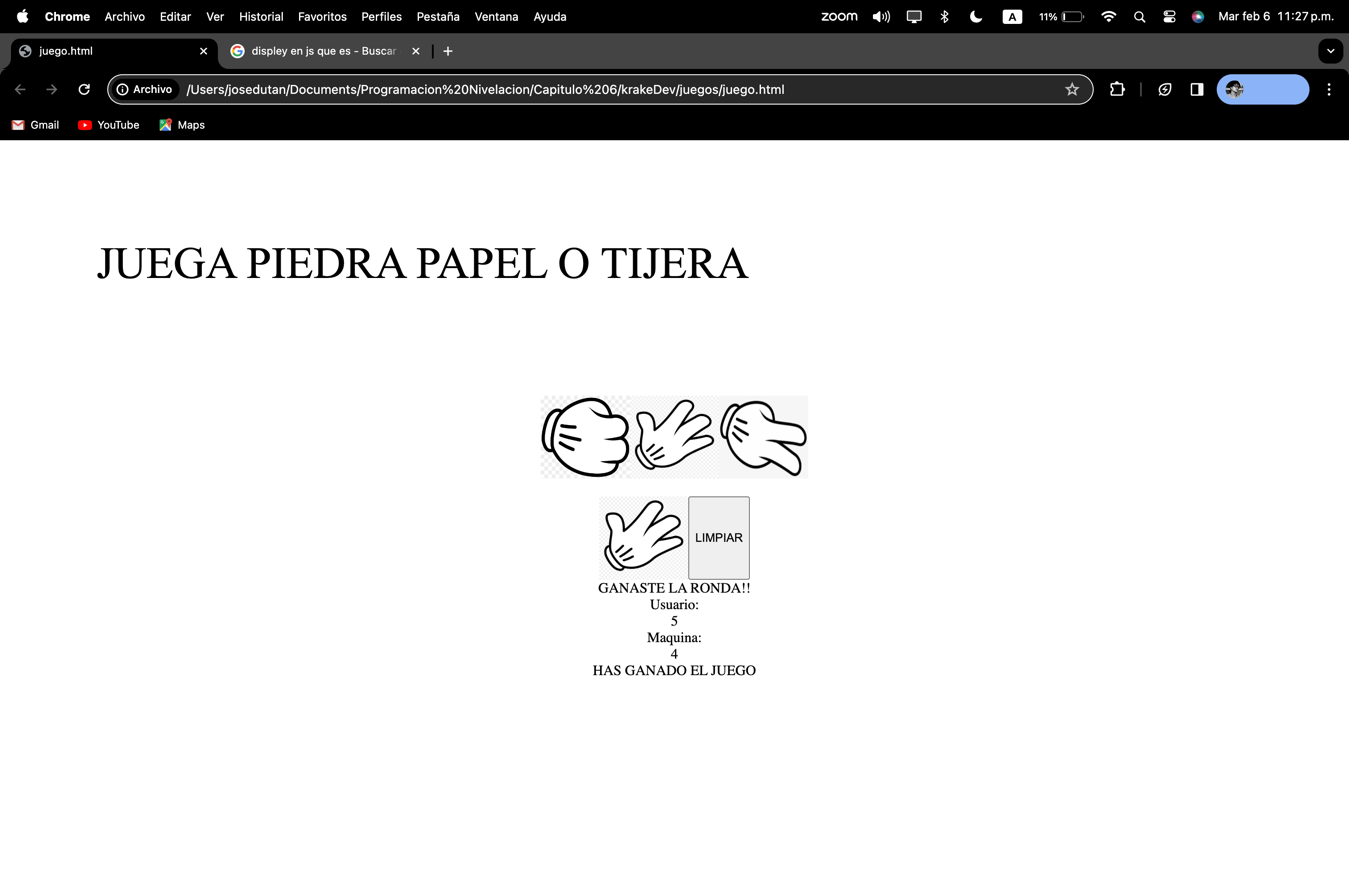 Chrome Archivo Editar Ver Historial Favoritos Perfiles Pestaña Ventana Ayuda zoom A 11% Mar feb 6 11:27 p.m.
juego.html displey en js que es - Buscar
Archivo /Users/josedutan/Documents/Programacion%20Nivelacion/Capitulo%206/krakeDev/juegos/juego.html
Gmail YouTube Maps
JUEGA PIEDRA PAPEL O TIJERA
LIMPIAR
GANASTE LA RONDA!!
Usuario:
5
Maquina:
4
HAS GANADO EL JUEGO